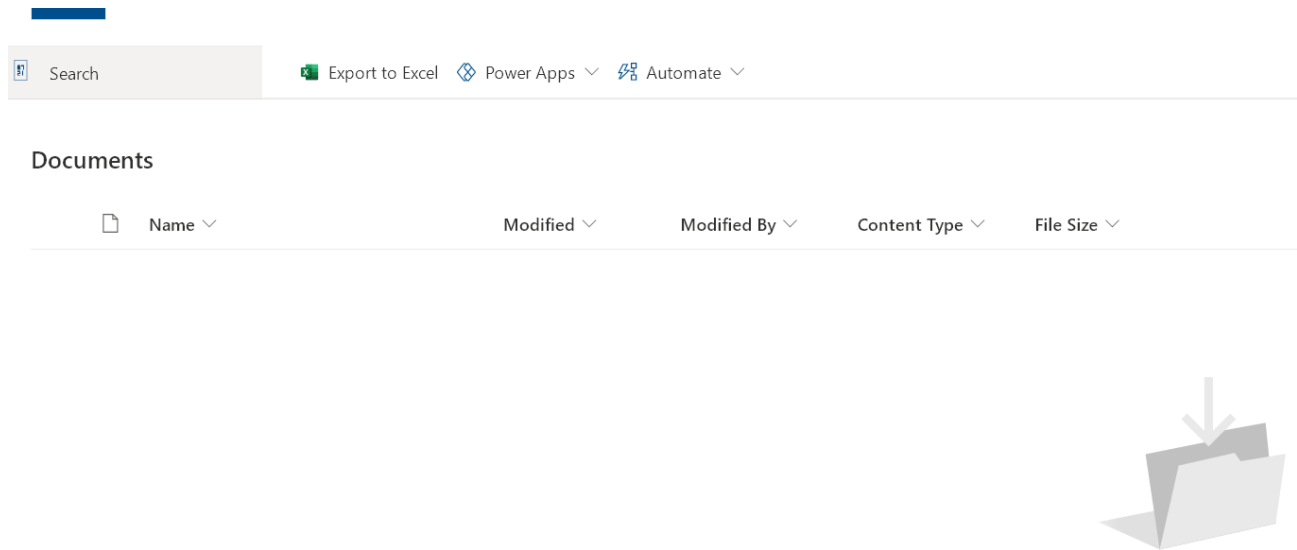 Search Export to Excel Power Apps Automate
Documents
Name Modified Modified By Content Type File Size